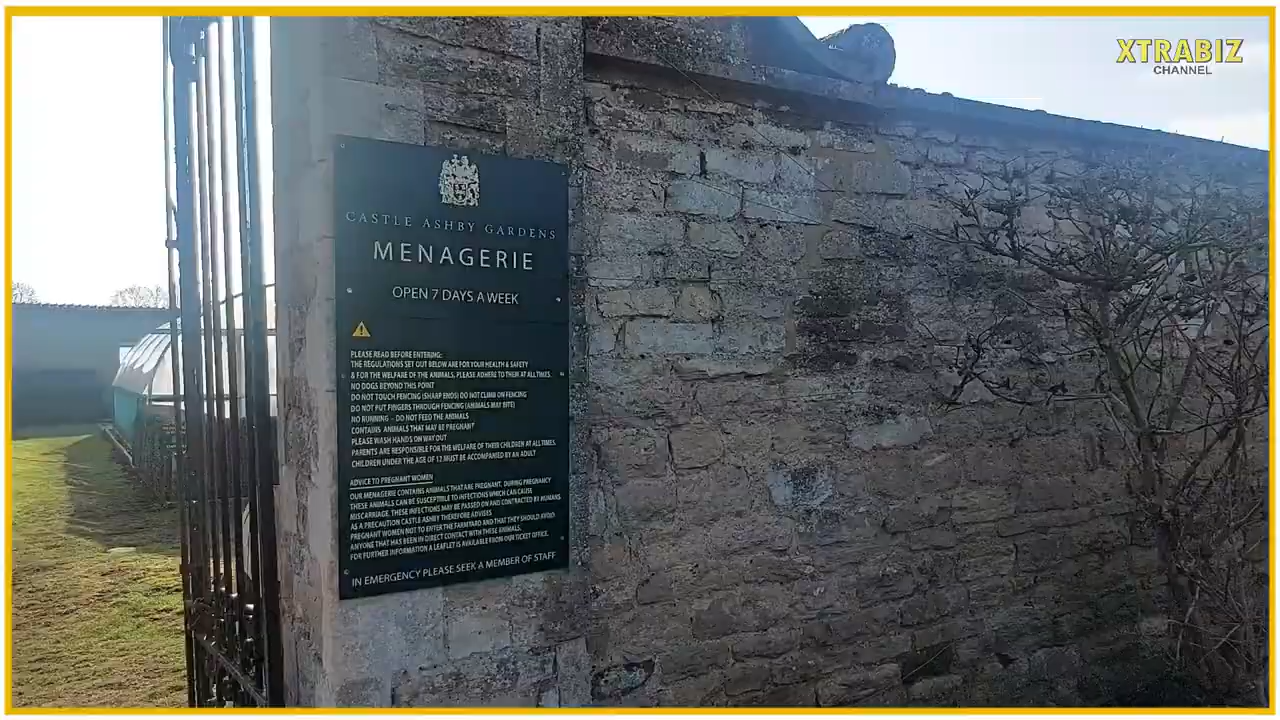 XTRABIZ
CHANNEL
CASTLE ASHBY GARDENS
MENAGERIE
OPEN 7 DAYS A WEEK
PLEASE READ BEFORE ENTERING:
THE REGULATIONS SET OUT BELOW ARE FOR YOUR HEALTH & SAFETY
& FOR THE WELFARE OF THE ANIMALS, PLEASE ADHERE TO THEM AT ALL TIMES.
NO DOGS BEYOND THIS POINT
DO NOT TOUCH FENCING (SHARP ENDS) DO NOT CLIMB ON FENCING
DO NOT PUT FINGERS THROUGH FENCING (ANIMALS MAY BITE)
NO RUNNING - DO NOT FEED THE ANIMALS
CONTAINS ANIMALS THAT MAY BE PREGNANT
PLEASE WASH HANDS ON WAY OUT
PARENTS ARE RESPONSIBLE FOR THE WELFARE OF THEIR CHILDREN AT ALL TIMES.
CHILDREN UNDER THE AGE OF 12 MUST BE ACCOMPANIED BY AN ADULT
ADVICE TO PREGNANT WOMEN
OUR MENAGERIE CONTAINS ANIMALS THAT ARE PREGNANT. DURING PREGNANCY
THESE ANIMALS CAN BE SUSCEPTIBLE TO INFECTIONS WHICH CAN CAUSE
MISCARRIAGE. THESE INFECTIONS MAY BE PASSED ON AND CONTRACTED BY HUMANS
AS A PRECAUTION CASTLE ASHBY THEREFORE ADVISES
PREGNANT WOMEN NOT TO ENTER THE FARMYARD AND THAT THEY SHOULD AVOID
ANYONE THAT HAS BEEN IN DIRECT CONTACT WITH THESE ANIMALS.
FOR FURTHER INFORMATION A LEAFLET IS AVAILABLE FROM OUR TICKET OFFICE.
IN EMERGENCY PLEASE SEEK A MEMBER OF STAFF